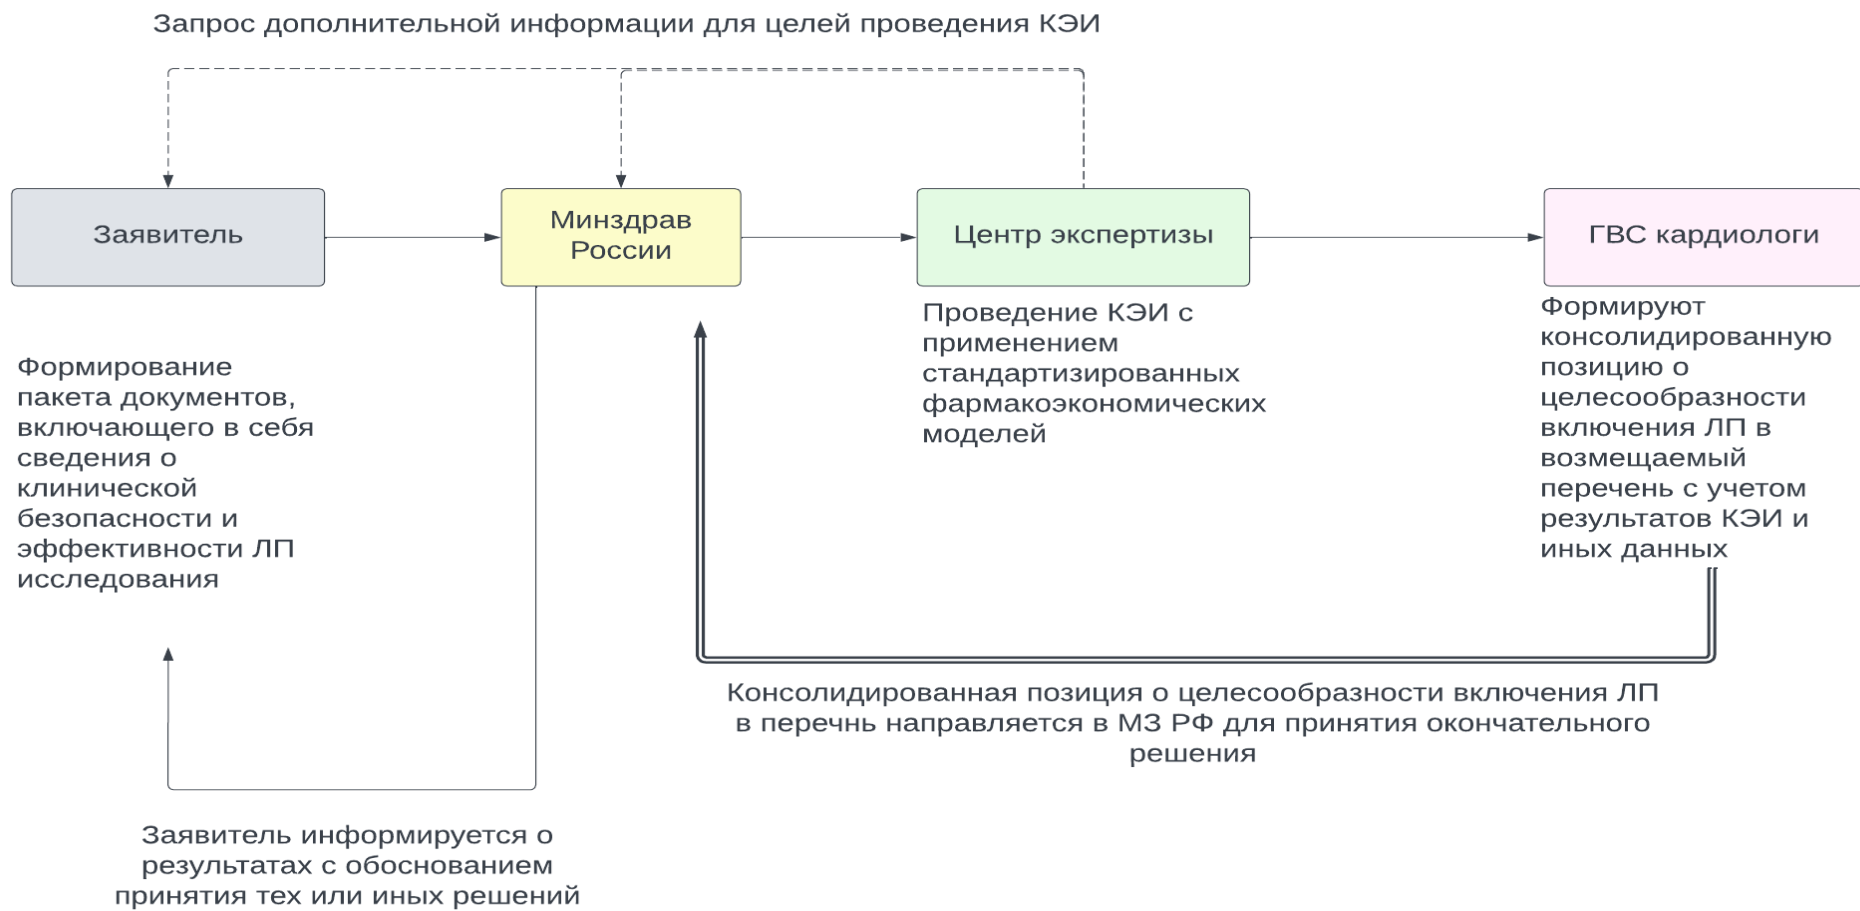 Запрос дополнительной информации для целей проведения КЭИ
Заявитель
Минздрав
России
Центр экспертизы
ГВС кардиологи
Формирование
пакета документов,
включающего в себя
сведения о
клинической
безопасности и
эффективности ЛП
исследования
Проведение КЭИ с
применением
стандартизированных
фармакоэкономических
моделей
Формируют
консолидированную
позицию о
целесообразности
включения ЛП в
возмещаемый
перечень с учетом
результатов КЭИ и
иных данных
Консолидированная позиция о целесообразности включения ЛП
в перечнь направляется в МЗ РФ для принятия окончательного
решения
Заявитель информируется о
результатах с обоснованием
принятия тех или иных решений